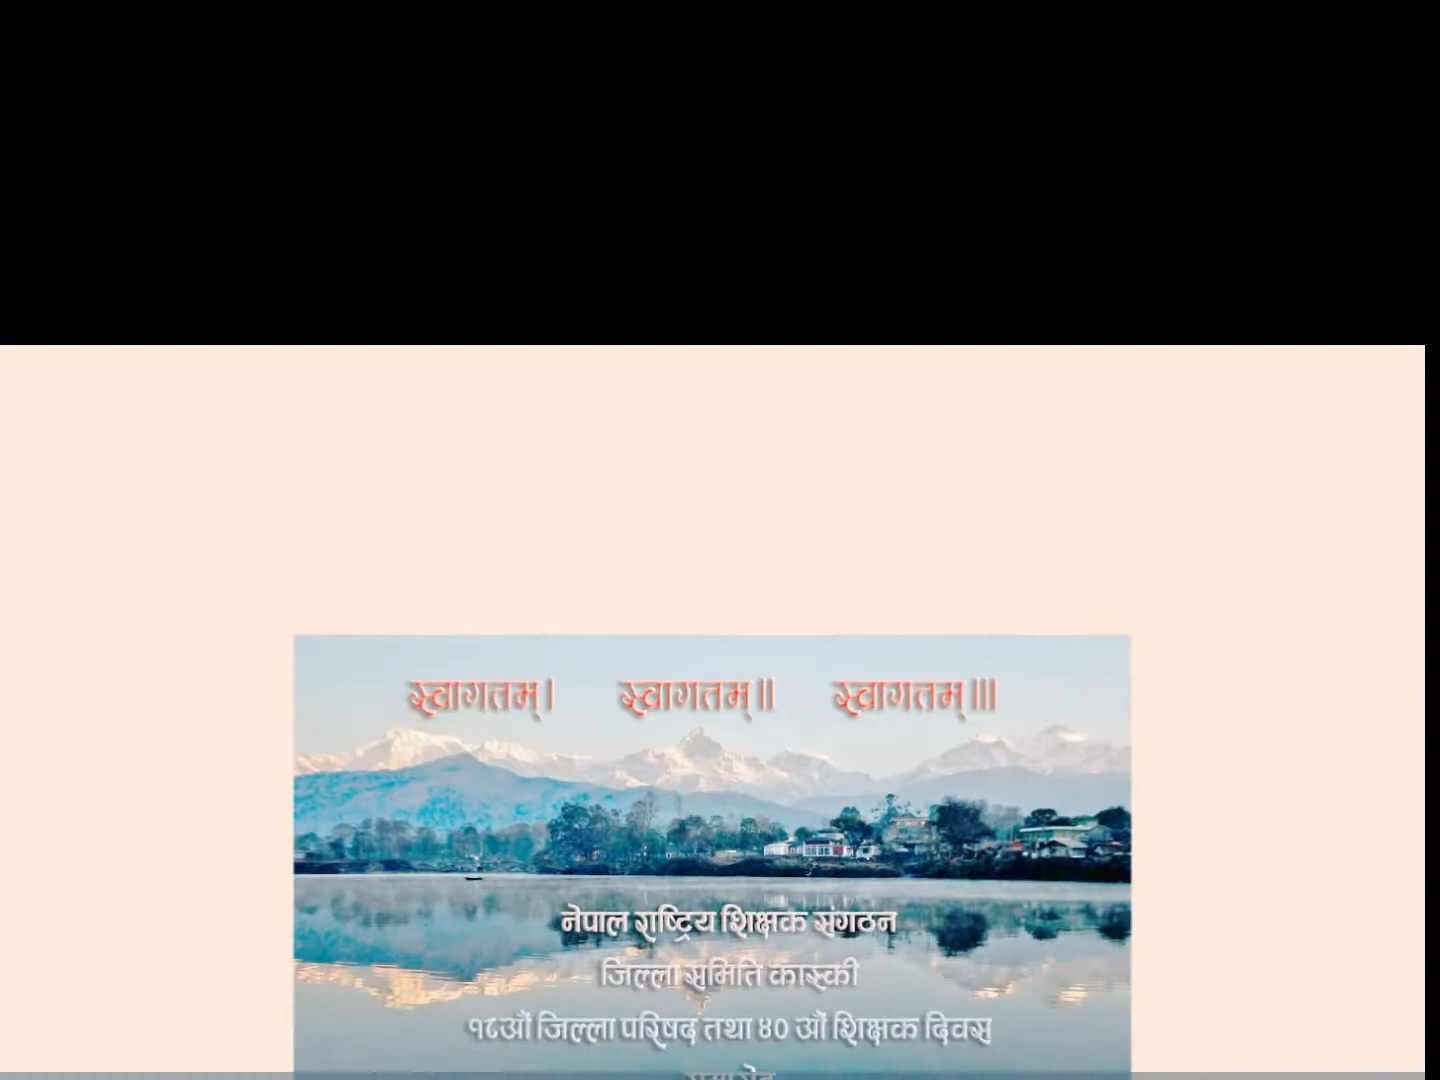 स्वागतम्। स्वागतम्॥ स्वागतम्॥।
नेपाल राष्ट्रिय शिक्षक संगठन
जिल्ला समिति कास्की
१८औं जिल्ला परिषद तथा ४० औं शिक्षक दिवस